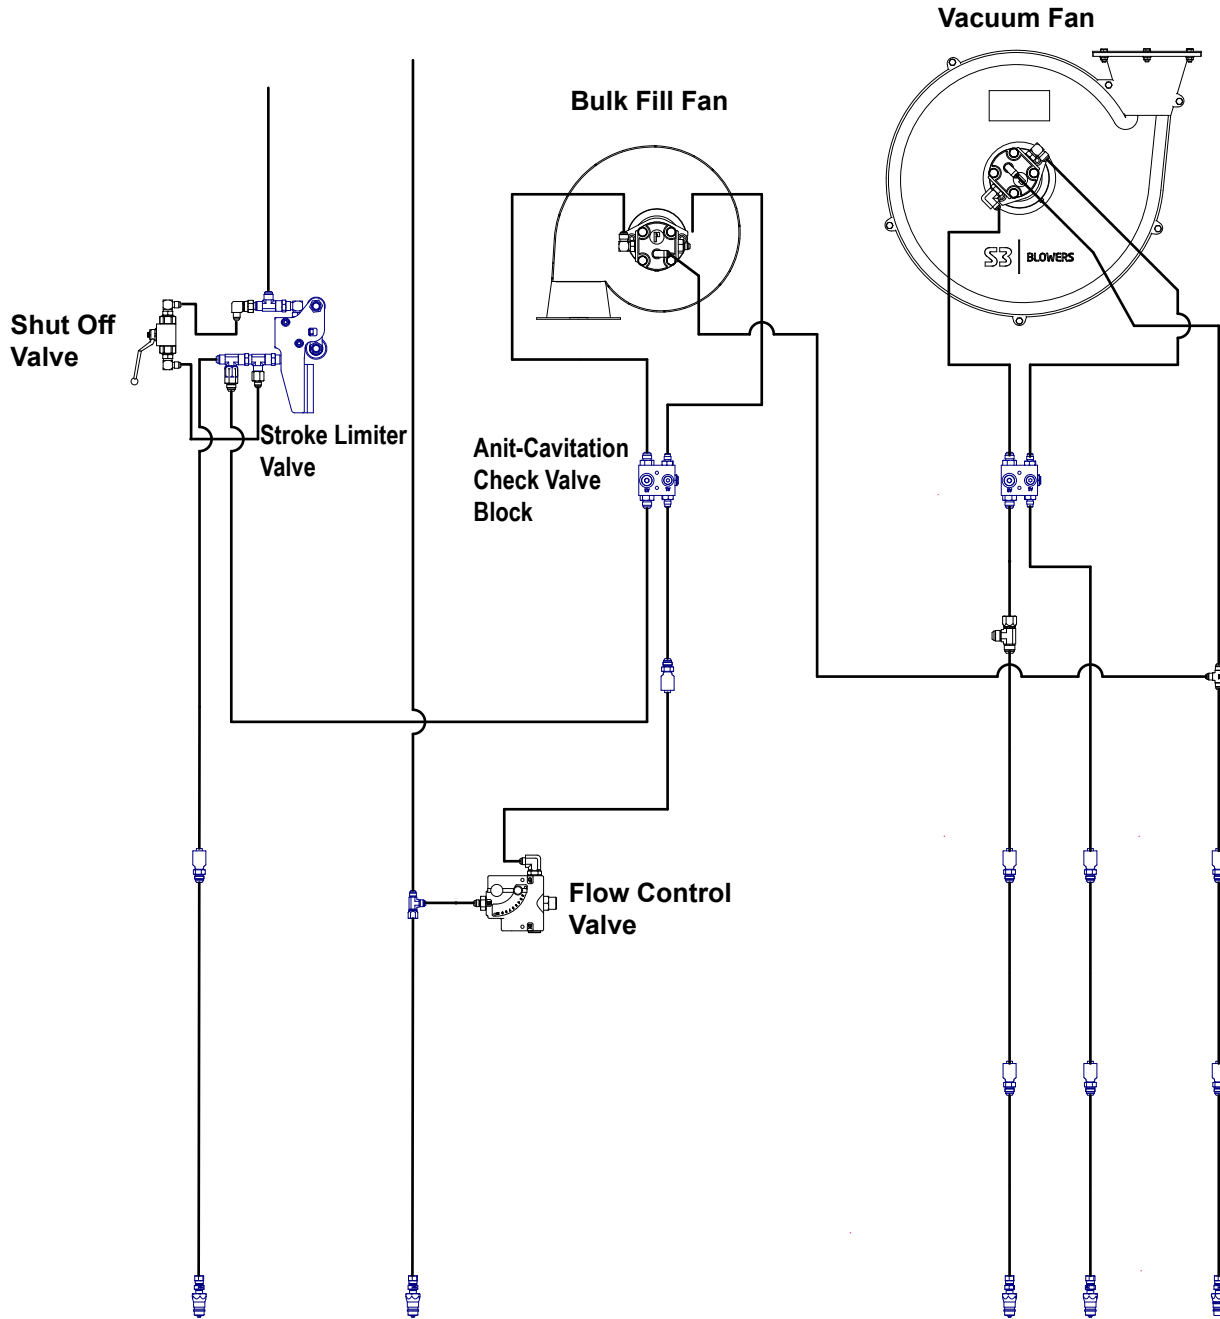 Vacuum Fan
Bulk Fill Fan
S3 BLOWERS
Shut Off
Valve
Stroke Limiter
Valve
Anit-Cavitation
Check Valve
Block
Flow Control
Valve